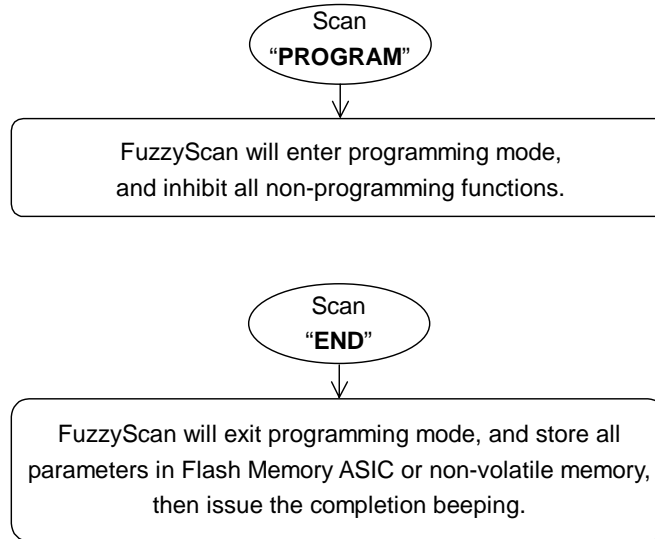 Scan
“PROGRAM”
FuzzyScan will enter programming mode,
and inhibit all non-programming functions.
Scan
“END”
FuzzyScan will exit programming mode, and store all
parameters in Flash Memory ASIC or non-volatile memory,
then issue the completion beeping.